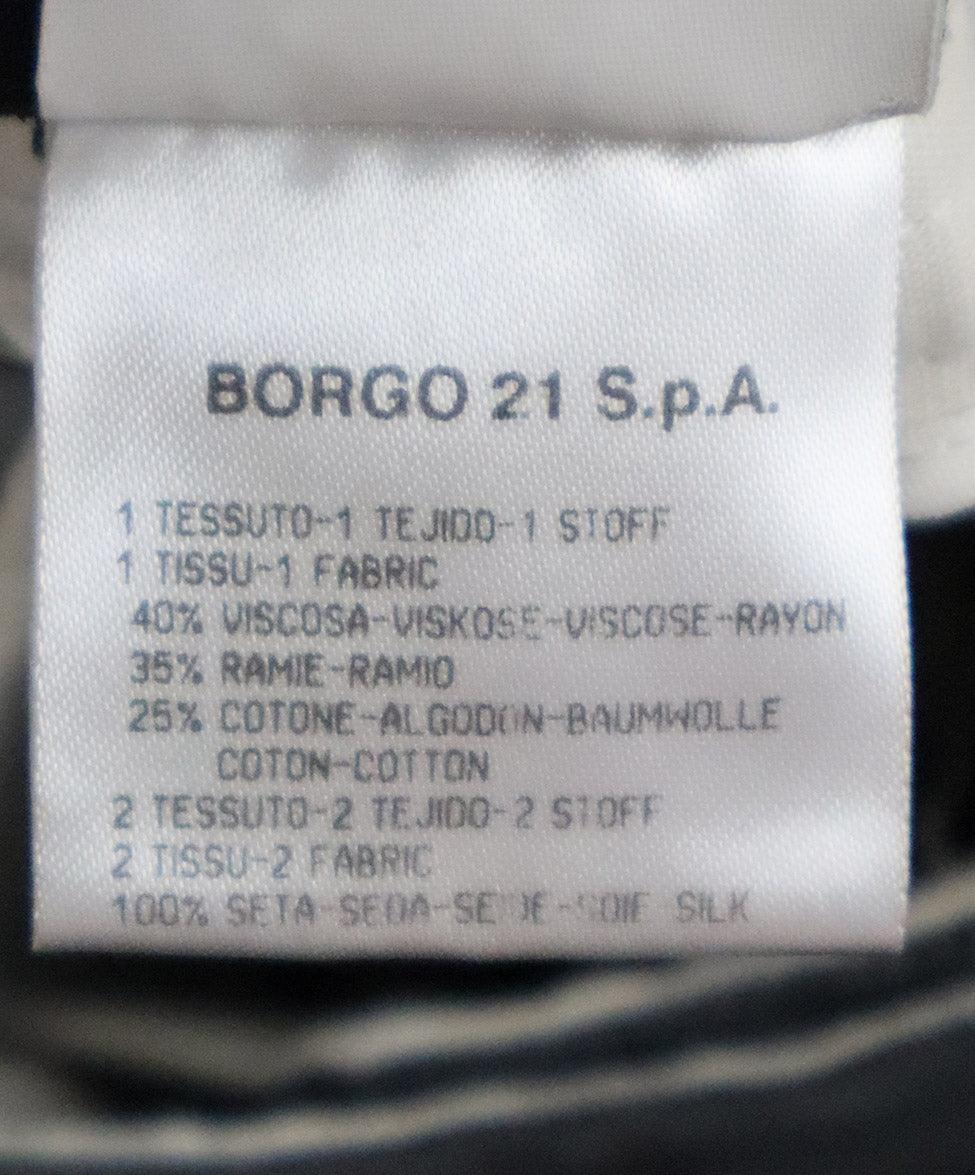 BORGO 21 S.p.A.
1 TESSUTO-1 TEJIDO-1 STOFF
1 TISSU-1 FABRIC
40% VISCOSA-VISKOSE-VISCOSE-RAYON
35% RAMIE-RAMIO
25% COTONE-ALGODON-BAUMWOLLE
COTON-COTTON
2 TESSUTO-2 TEJIDO-2 STOFF
2 TISSU-2 FABRIC
100% SETA-SEDA-SEIDE-SOIE SILK